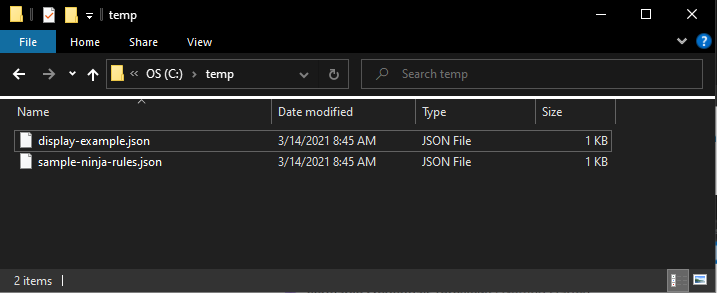 temp
File Home Share View
OS (C:) temp Search temp
Name Date modified Type Size
display-example.json 3/14/2021 8:45 AM JSON File 1 KB
sample-ninja-rules.json 3/14/2021 8:45 AM JSON File 1 KB
2 items